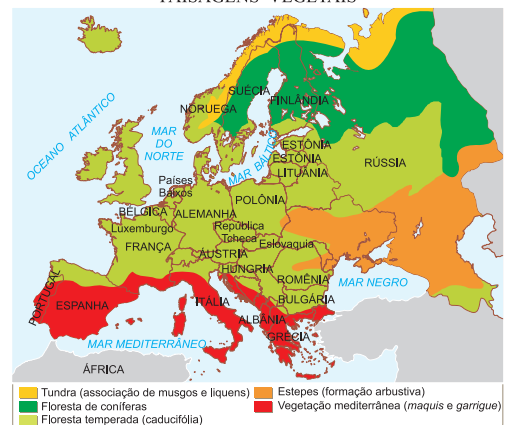 PAISAGENS VEGETAIS
OCEANO ATLÂNTICO
MAR
DO
NORTE
MAR BÁLTICO
NORUEGA
SUÉCIA
FINLÂNDIA
ESTÔNIA
ESTÔNIA
LITUÂNIA
RÚSSIA
Países
Baixos
BÉLGICA
Luxemburgo
ALEMANHA
POLÔNIA
República
Tcheca
Eslovaquia
FRANÇA
ÁUSTRIA
HUNGRIA
ROMÊNIA
BULGÁRIA
MAR NEGRO
PORTUGAL
ESPANHA
ITÁLIA
ALBÂNIA
GRÉCIA
MAR MEDITERRÂNEO
ÁFRICA
Tundra (associação de musgos e liquens)
Floresta de coníferas
Floresta temperada (caducifólia)
Estepes (formação arbustiva)
Vegetação mediterrânea (maquis e garrigue)